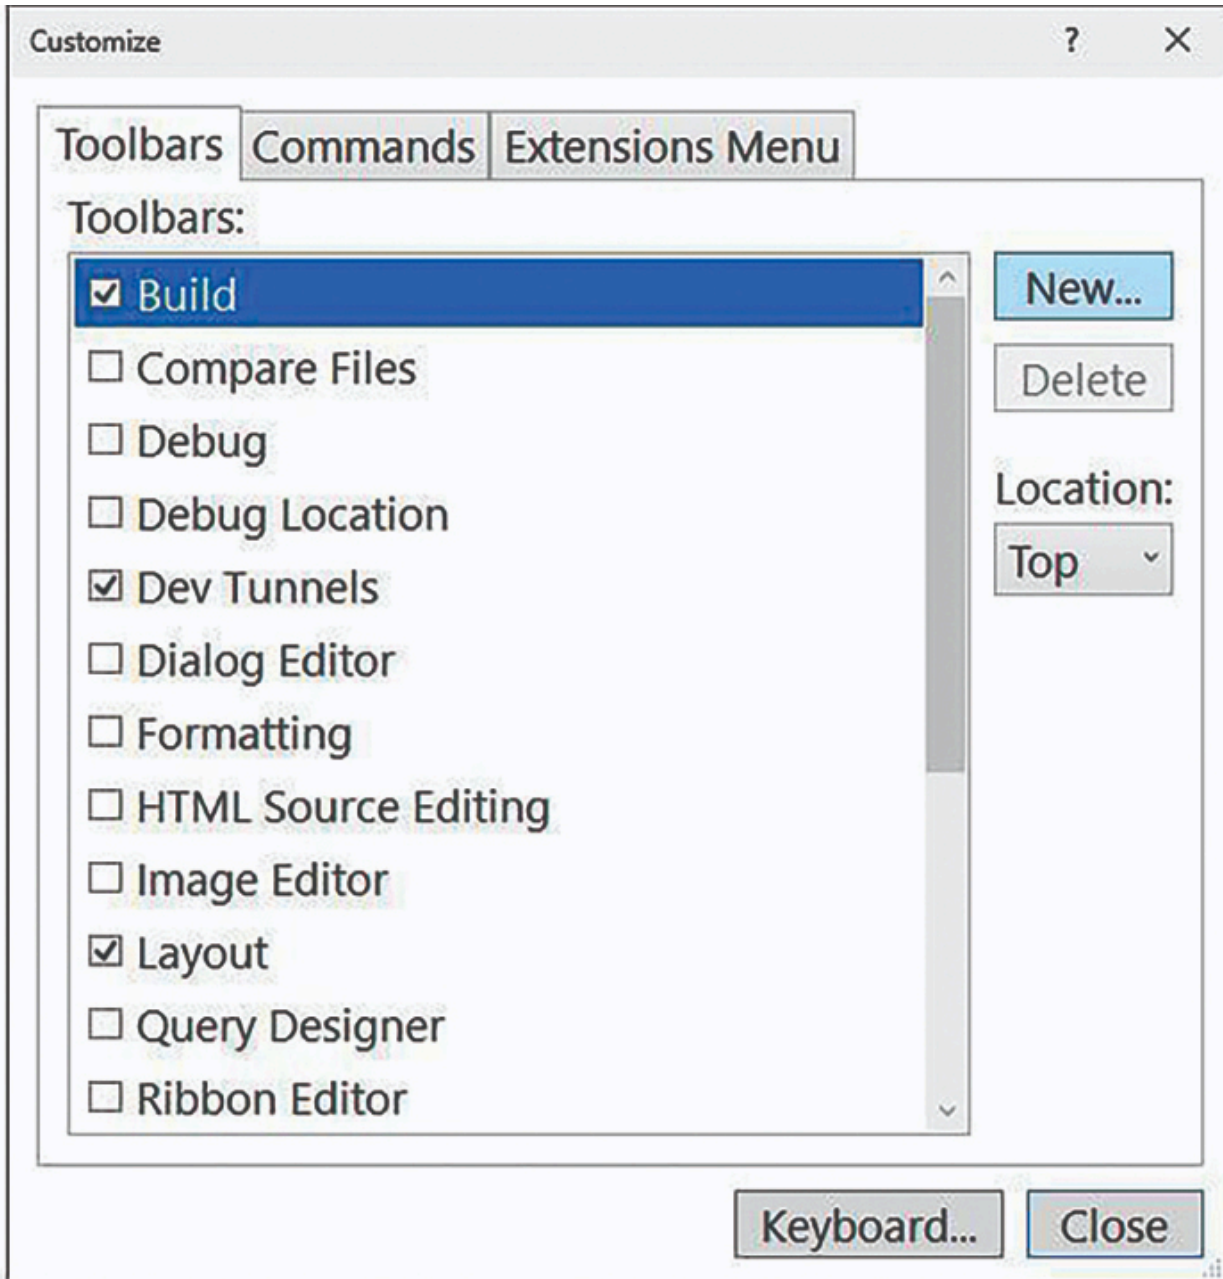 Customize ?
Toolbars Commands Extensions Menu
Toolbars:
Build
Compare Files
Debug
Debug Location
Dev Tunnels
Dialog Editor
Formatting
HTML Source Editing
Image Editor
Layout
Query Designer
Ribbon Editor
New...
Delete
Location:
Top
Keyboard... Close